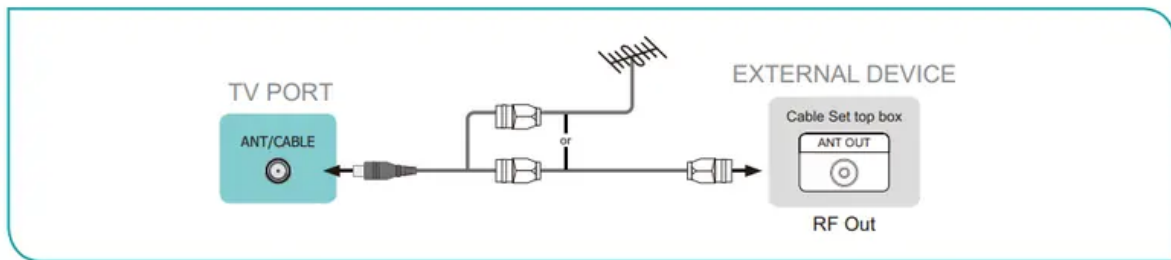 TV PORT
ANT/CABLE
or
EXTERNAL DEVICE
Cable Set top box
ANT OUT
RF Out